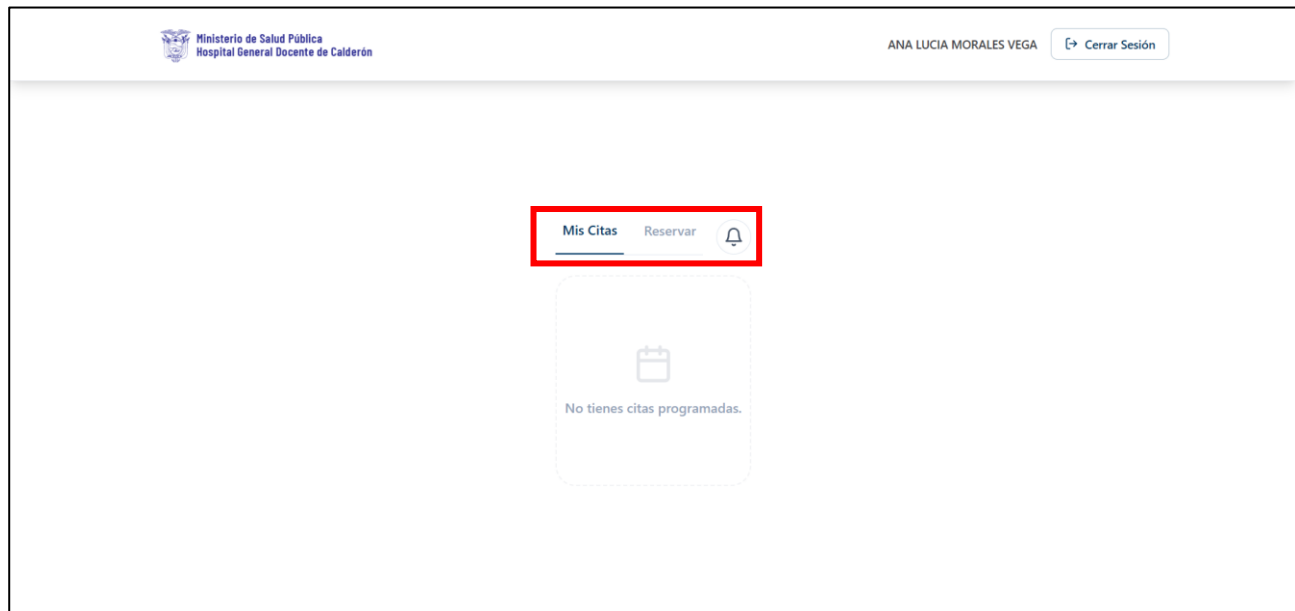 Ministerio de Salud Pública
Hospital General Docente de Calderón
ANA LUCIA MORALES VEGA
Cerrar Sesión
Mis Citas
Reservar
No tienes citas programadas.